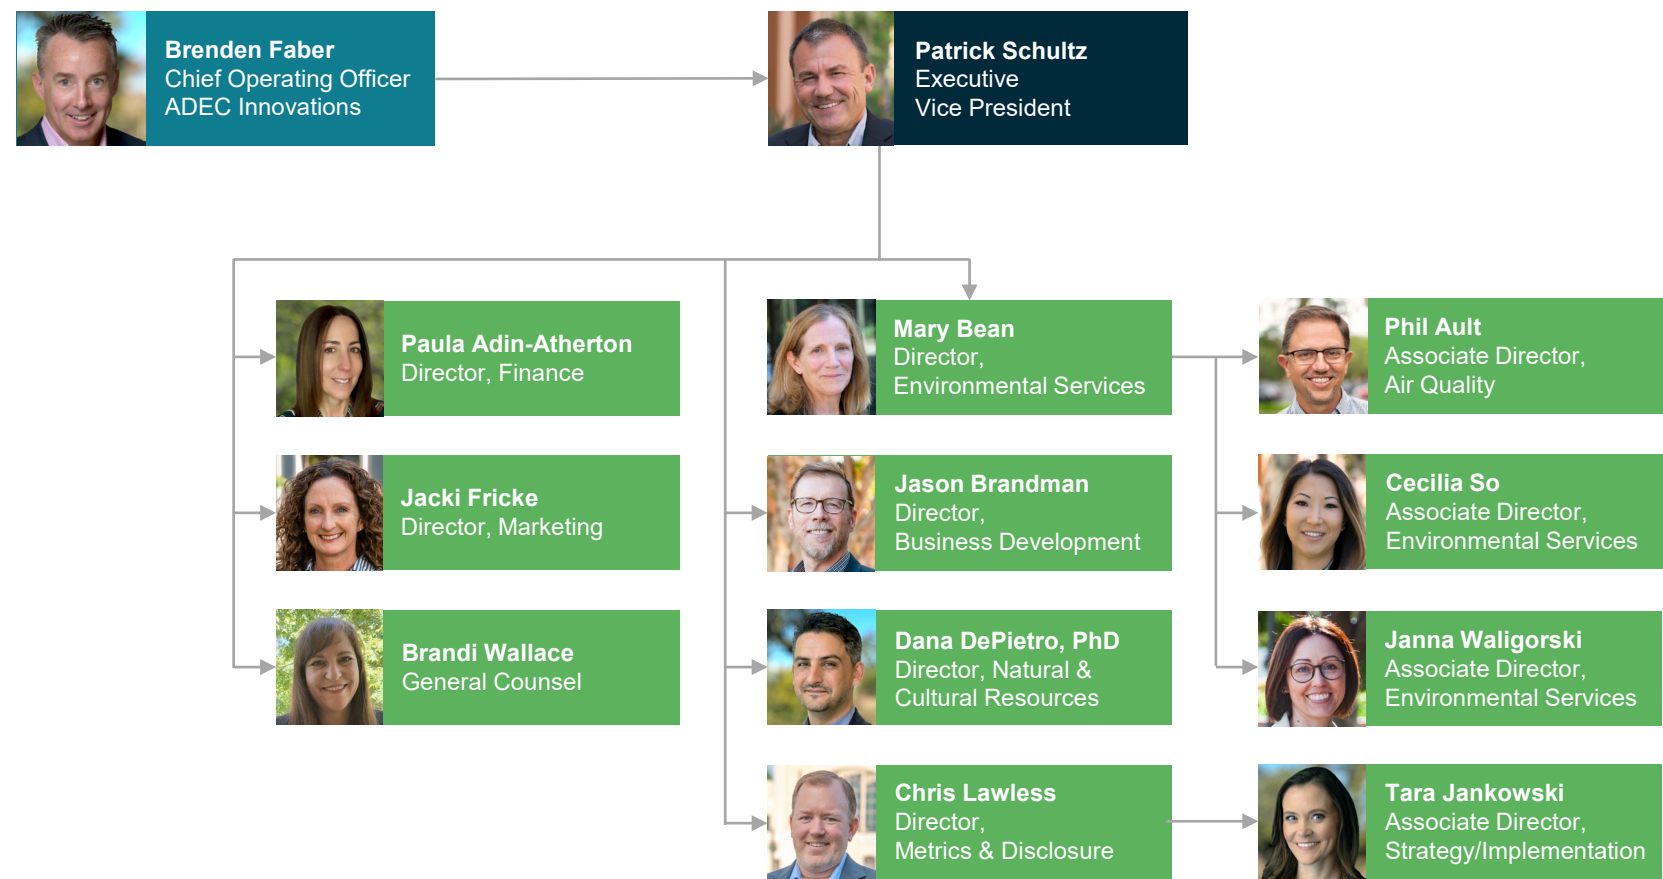 Brenden Faber
Chief Operating Officer
ADEC Innovations
Patrick Schultz
Executive
Vice President
Paula Adin-Atherton
Director, Finance
Mary Bean
Director,
Environmental Services
Phil Ault
Associate Director,
Air Quality
Jacki Fricke
Director, Marketing
Jason Brandman
Director,
Business Development
Cecilia So
Associate Director,
Environmental Services
Brandi Wallace
General Counsel
Dana DePietro, PhD
Director, Natural &
Cultural Resources
Janna Waligorski
Associate Director,
Environmental Services
Chris Lawless
Director,
Metrics & Disclosure
Tara Jankowski
Associate Director,
Strategy/Implementation